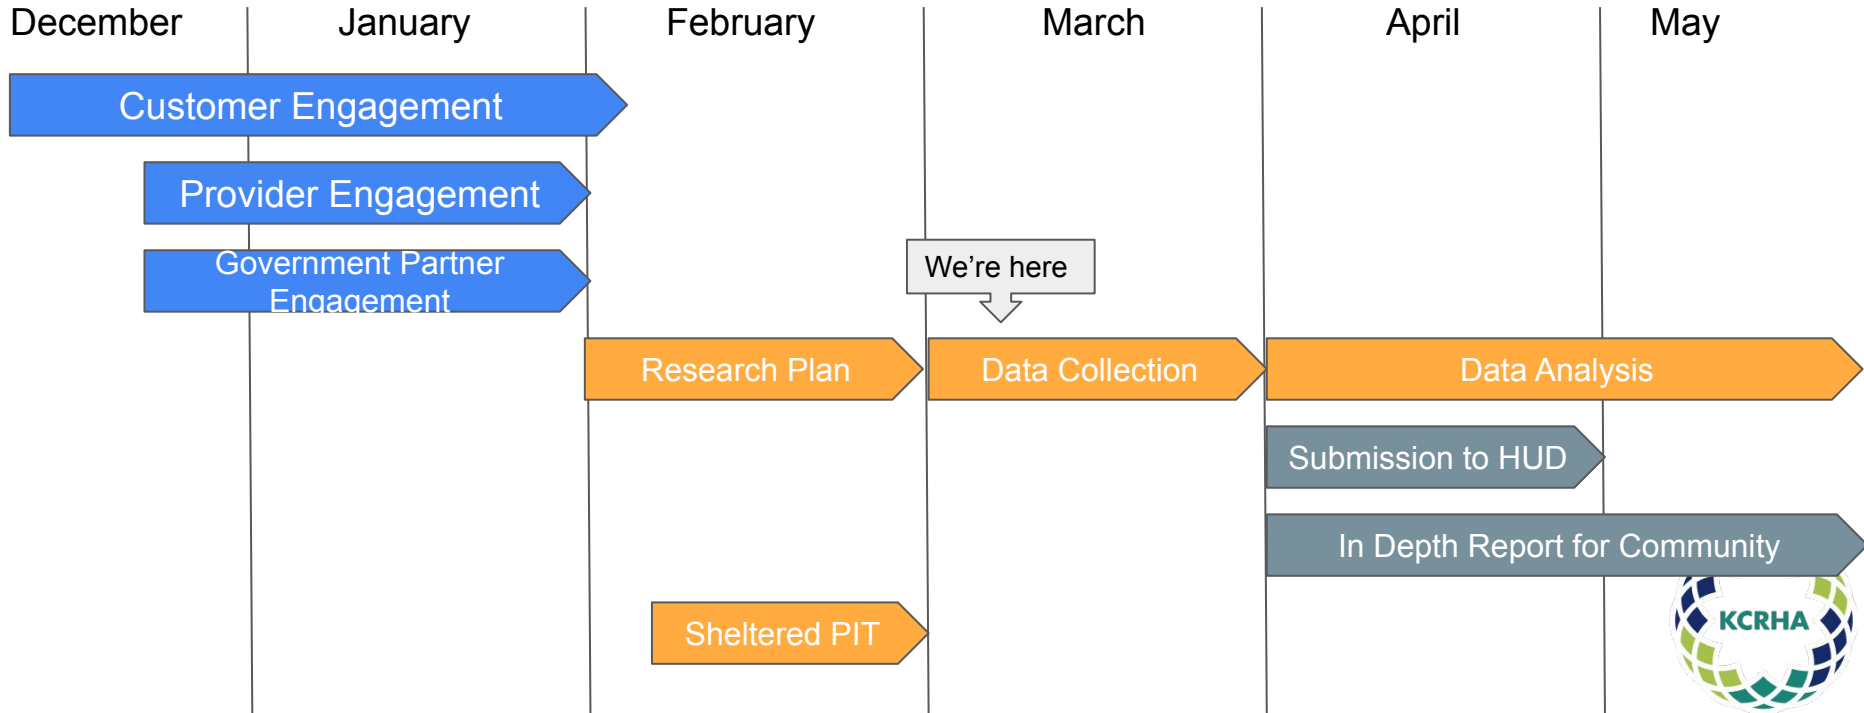 December January February March April May
Customer Engagement
Provider Engagement
Government Partner
Engagement
We're here
Research Plan Data Collection Data Analysis
Submission to HUD
In Depth Report for Community
Sheltered PIT
KCRHA